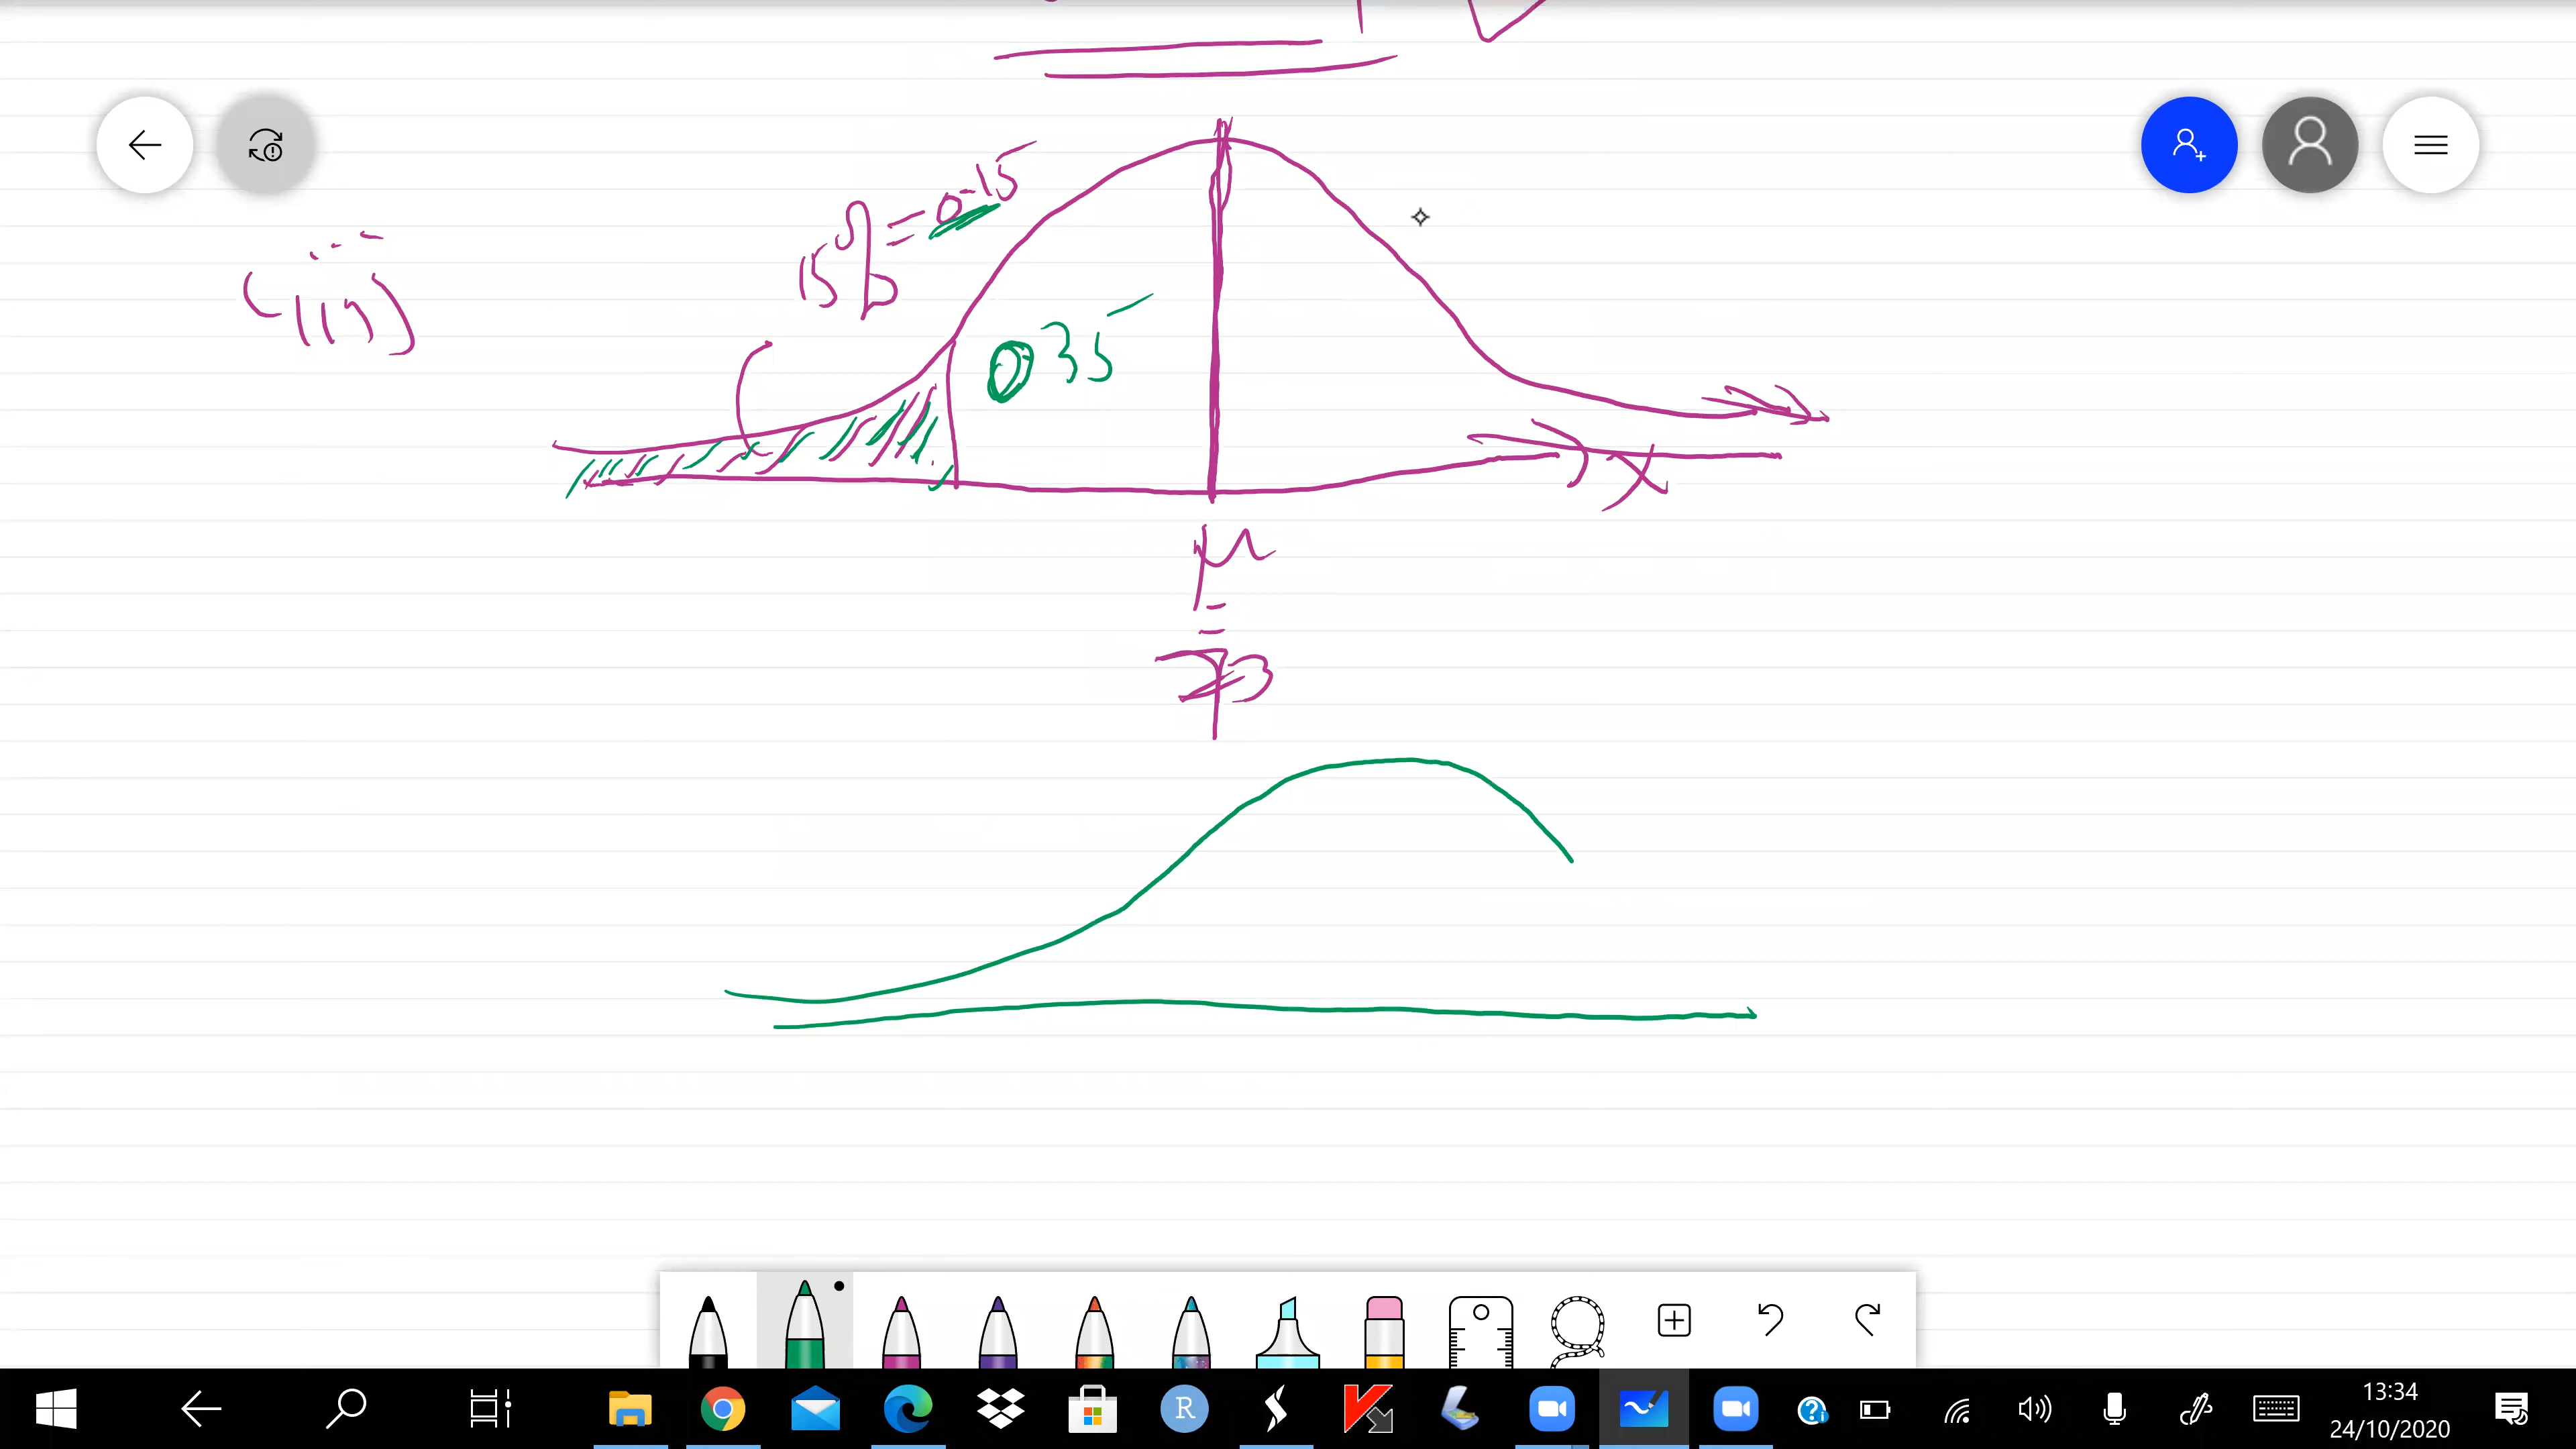 (iii)
15% = 0.15
0.35
X
μ
=
73
R
13:34
24/10/2020